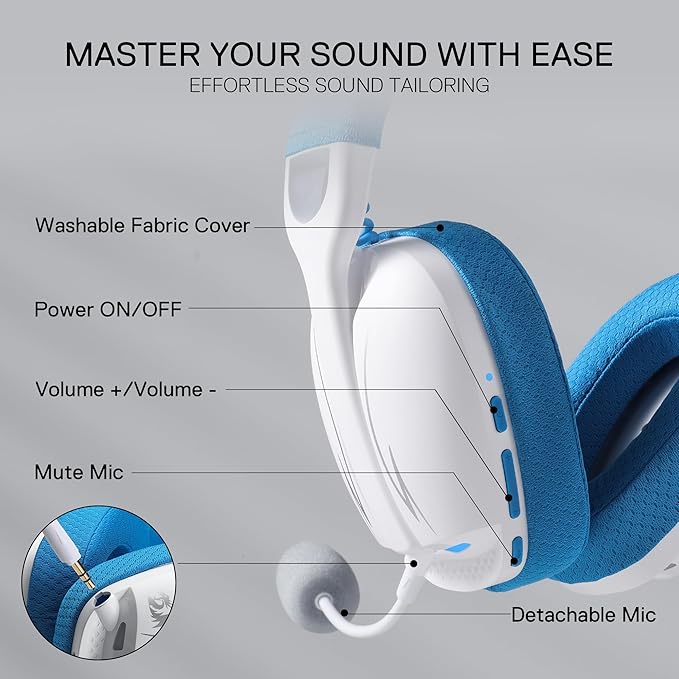 MASTER YOUR SOUND WITH EASE
EFFORTLESS SOUND TAILORING
Washable Fabric Cover
Power ON/OFF
Volume +/Volume -
Mute Mic
Detachable Mic